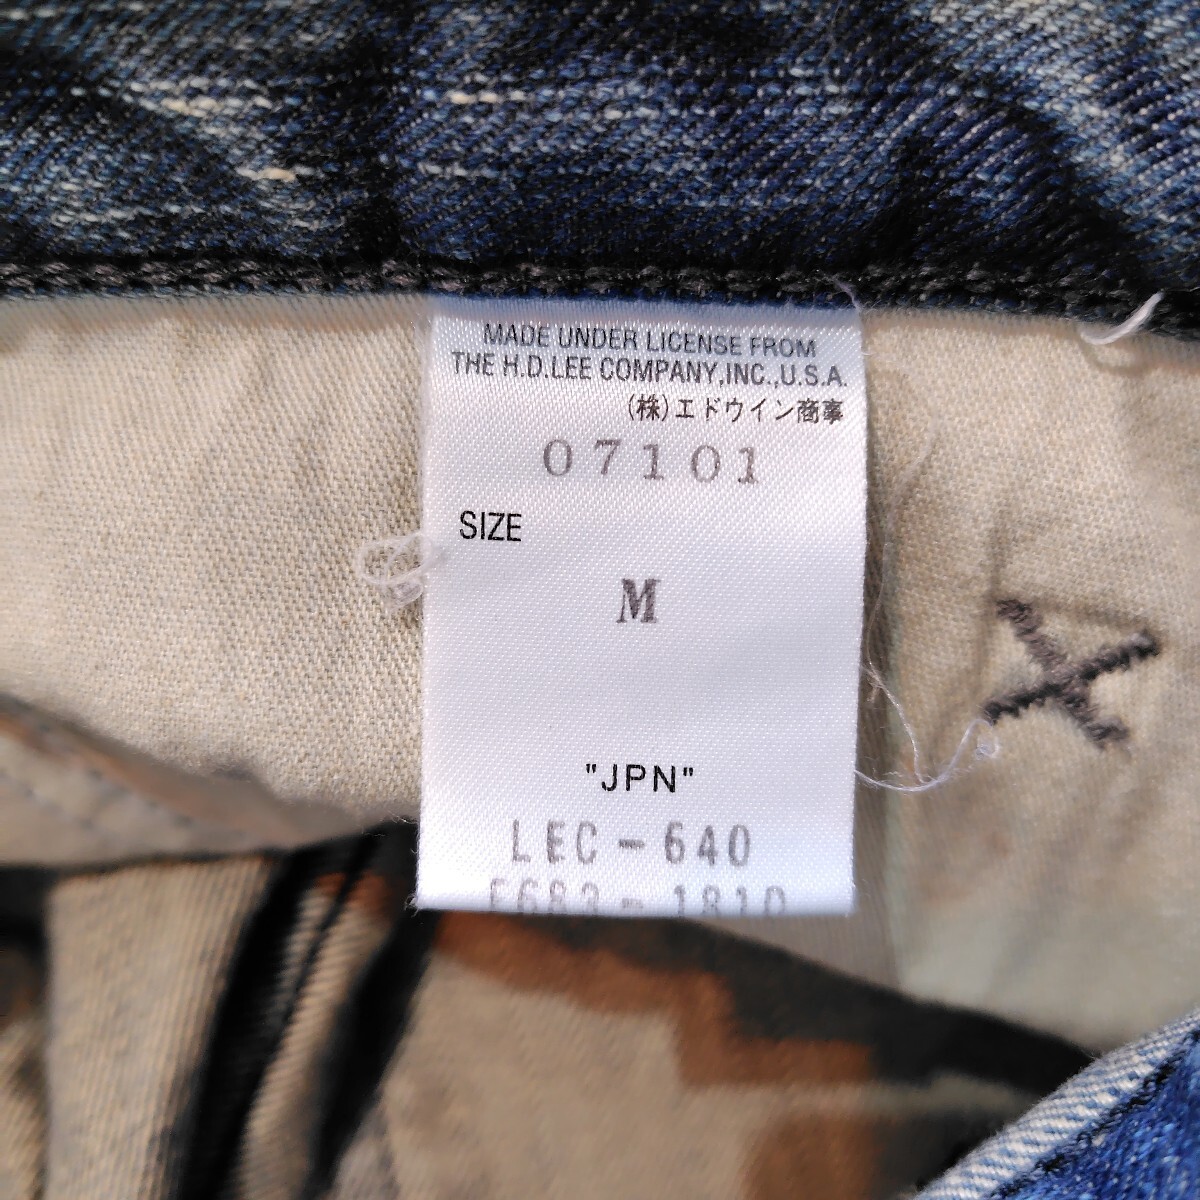 MADE UNDER LICENSE FROM
THE H.D.LEE COMPANY,INC.,U.S.A.
(株)エドウイン商事
07101
SIZE
M
"JPN"
LEC-640